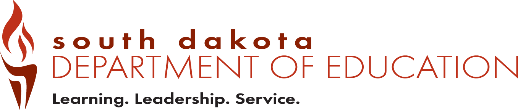 south dakota
DEPARTMENT OF EDUCATION
Learning. Leadership. Service.